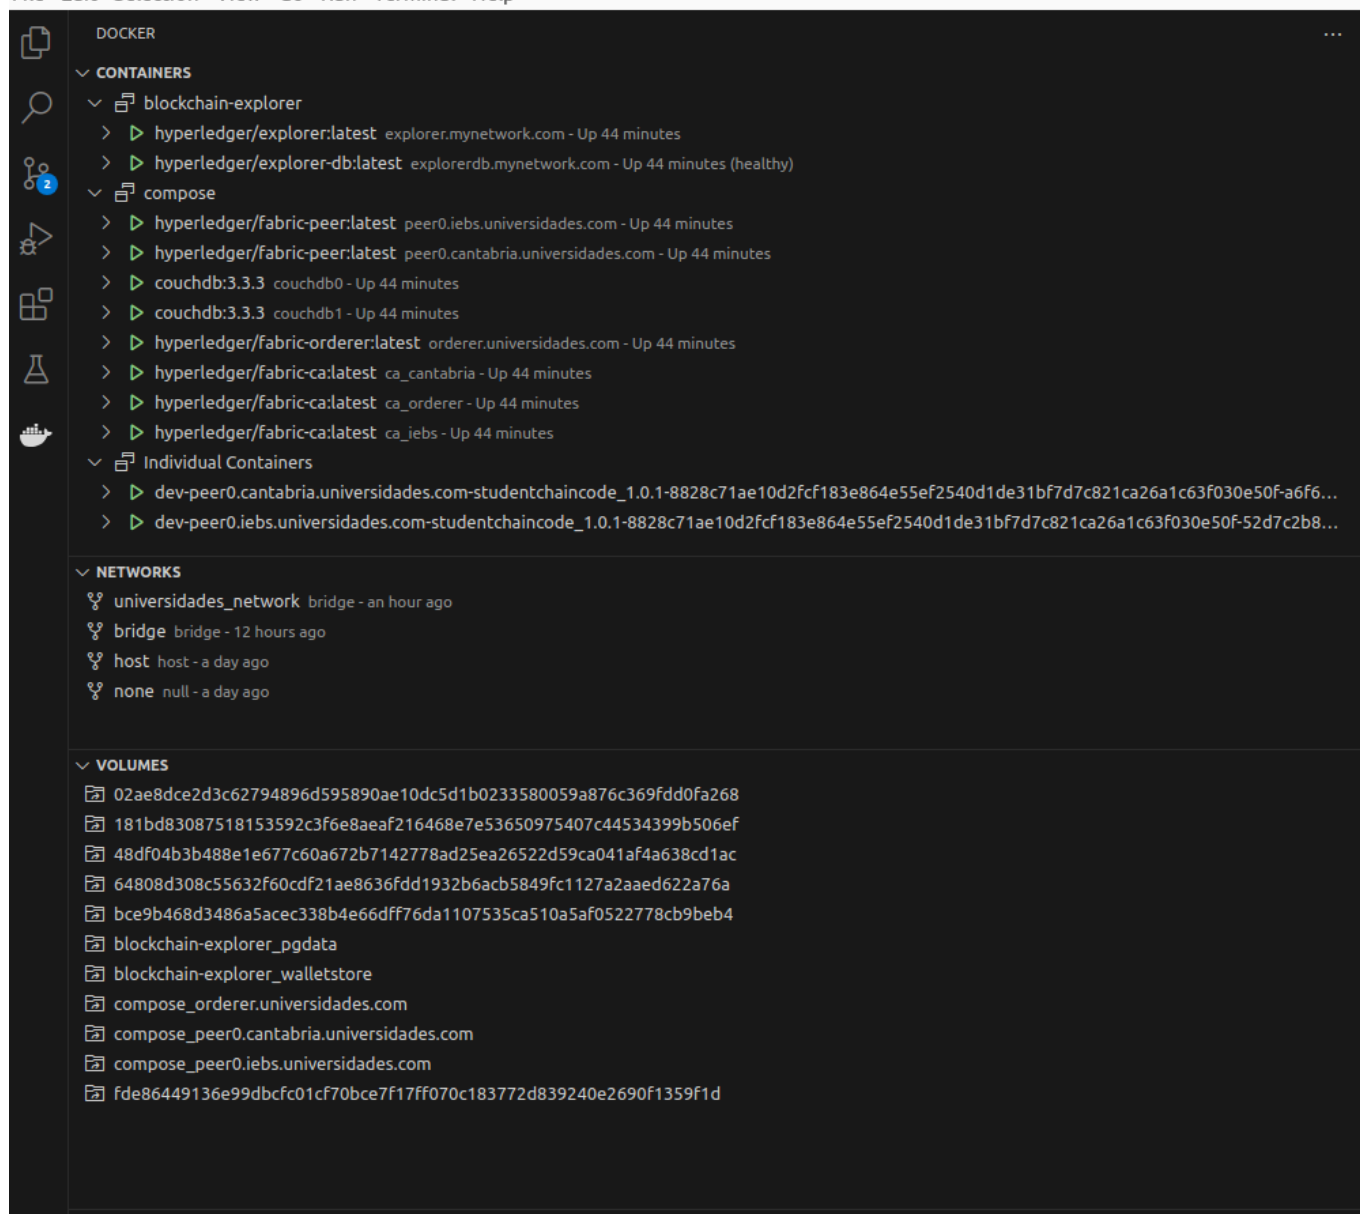 DOCKER
CONTAINERS
blockchain-explorer
hyperledger/explorer:latest explorer.mynetwork.com - Up 44 minutes
hyperledger/explorer-db:latest explorerdb.mynetwork.com - Up 44 minutes (healthy)
2
compose
hyperledger/fabric-peer:latest peer0.iebs.universidades.com - Up 44 minutes
hyperledger/fabric-peer:latest peer0.cantabria.universidades.com - Up 44 minutes
couchdb:3.3.3 couchdb0 - Up 44 minutes
couchdb:3.3.3 couchdb1 - Up 44 minutes
hyperledger/fabric-orderer:latest orderer.universidades.com - Up 44 minutes
hyperledger/fabric-ca:latest ca_cantabria - Up 44 minutes
hyperledger/fabric-ca:latest ca_orderer - Up 44 minutes
hyperledger/fabric-ca:latest ca_iebs - Up 44 minutes
Individual Containers
dev-peer0.cantabria.universidades.com-studentchaincode_1.0.1-8828c71ae10d2fcf183e864e55ef2540d1de31bf7d7c821ca26a1c63f030e50f-a6f6...
dev-peer0.iebs.universidades.com-studentchaincode_1.0.1-8828c71ae10d2fcf183e864e55ef2540d1de31bf7d7c821ca26a1c63f030e50f-52d7c2b8...
NETWORKS
universidades_network bridge - an hour ago
bridge bridge - 12 hours ago
host host - a day ago
none null - a day ago
VOLUMES
02ae8dce2d3c62794896d595890ae10dc5d1b0233580059a876c369fdd0fa268
181bd83087518153592c3f6e8aeaf216468e7e53650975407c44534399b506ef
48df04b3b488e1e677c60a672b7142778ad25ea26522d59ca041af4a638cd1ac
64808d308c55632f60cdf21ae8636fdd1932b6acb5849fc1127a2aaed622a76a
bce9b468d3486a5acec338b4e66dff76da1107535ca510a5af0522778cb9beb4
blockchain-explorer_pgdata
blockchain-explorer_walletstore
compose_orderer.universidades.com
compose_peer0.cantabria.universidades.com
compose_peer0.iebs.universidades.com
fde86449136e99dbcfc01cf70bce7f17ff070c183772d839240e2690f1359f1d